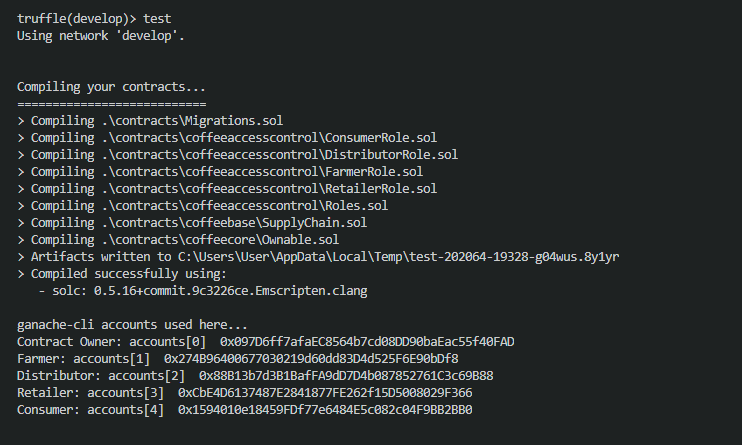 truffle(develop)> test
Using network 'develop'.
Compiling your contracts...
===========================
> Compiling .\contracts\Migrations.sol
> Compiling .\contracts\coffeeaccesscontrol\ConsumerRole.sol
> Compiling .\contracts\coffeeaccesscontrol\DistributorRole.sol
> Compiling .\contracts\coffeeaccesscontrol\FarmerRole.sol
> Compiling .\contracts\coffeeaccesscontrol\RetailerRole.sol
> Compiling .\contracts\coffeeaccesscontrol\Roles.sol
> Compiling .\contracts\coffeebase\SupplyChain.sol
> Compiling .\contracts\coffeecore\Ownable.sol
> Artifacts written to C:\Users\User\AppData\Local\Temp\test-202064-19328-g04wus.8y1yr
> Compiled successfully using:
- solc: 0.5.16+commit.9c3226ce.Emscripten.clang
ganache-cli accounts used here...
Contract Owner: accounts[0] 0x097D6ff7afaEC8564b7cd08DD90baEac55f40FAD
Farmer: accounts[1] 0x274B96400677030219d60dd83D4d525F6E90bDf8
Distributor: accounts[2] 0x88B13b7d3B1BafFA9dD7D4b087852761C3c69B88
Retailer: accounts[3] 0xCbE4D6137487E2841877FE262f15D5008029F366
Consumer: accounts[4] 0x1594010e18459FDf77e6484E5c082c04F9BB2BB0